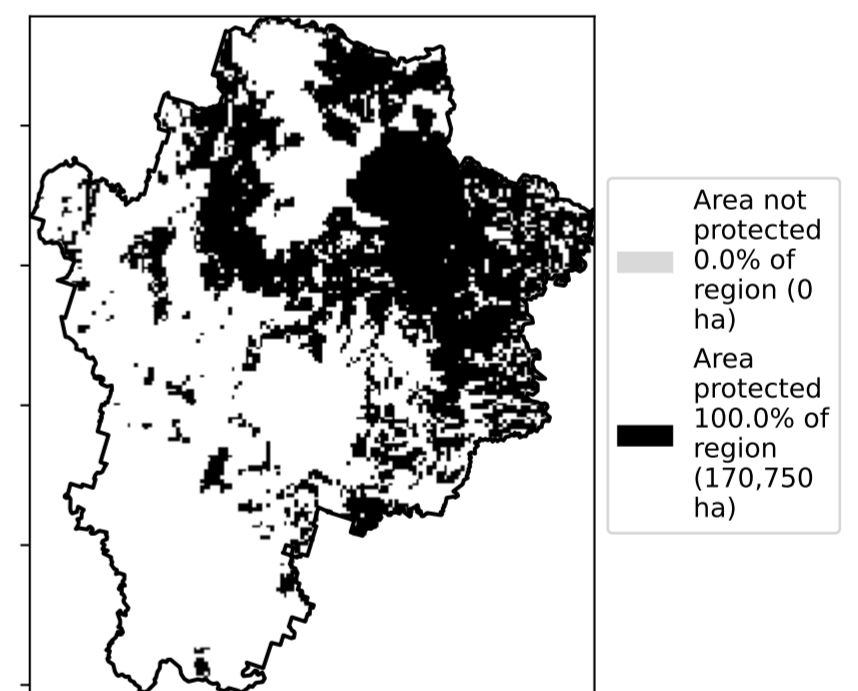 Area not
protected
0.0% of
region (0
ha)
Area
protected
100.0% of
region
(170,750
ha)